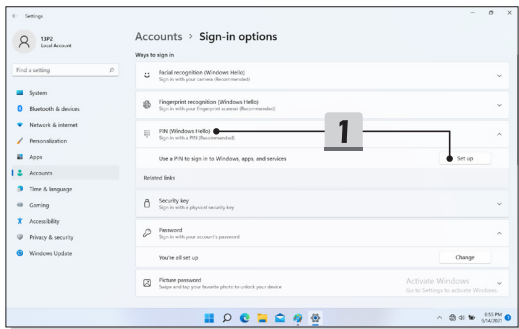 Settings
13P2
Local Account
Find a setting
System
Bluetooth & devices
Network & internet
Personalization
Apps
Accounts
Time & language
Gaming
Accessibility
Privacy & security
Windows Update
Accounts > Sign-in options
Ways to sign in
Facial recognition (Windows Hello)
Sign in with your camera (Recommended)
Fingerprint recognition (Windows Hello)
Sign in with your fingerprint scanner (Recommended)
PIN (Windows Hello)
Sign in with a PIN (Recommended)
1
Use a PIN to sign in to Windows, apps, and services
Set up
Related links
Security key
Sign in with a physical security key
Password
Sign in with your account's password
You're all set up
Change
Picture password
Swipe and tap your favorite photo to unlock your device
Activate Windows
Go to Settings to activate Windows.
6:55 PM
5/14/2021